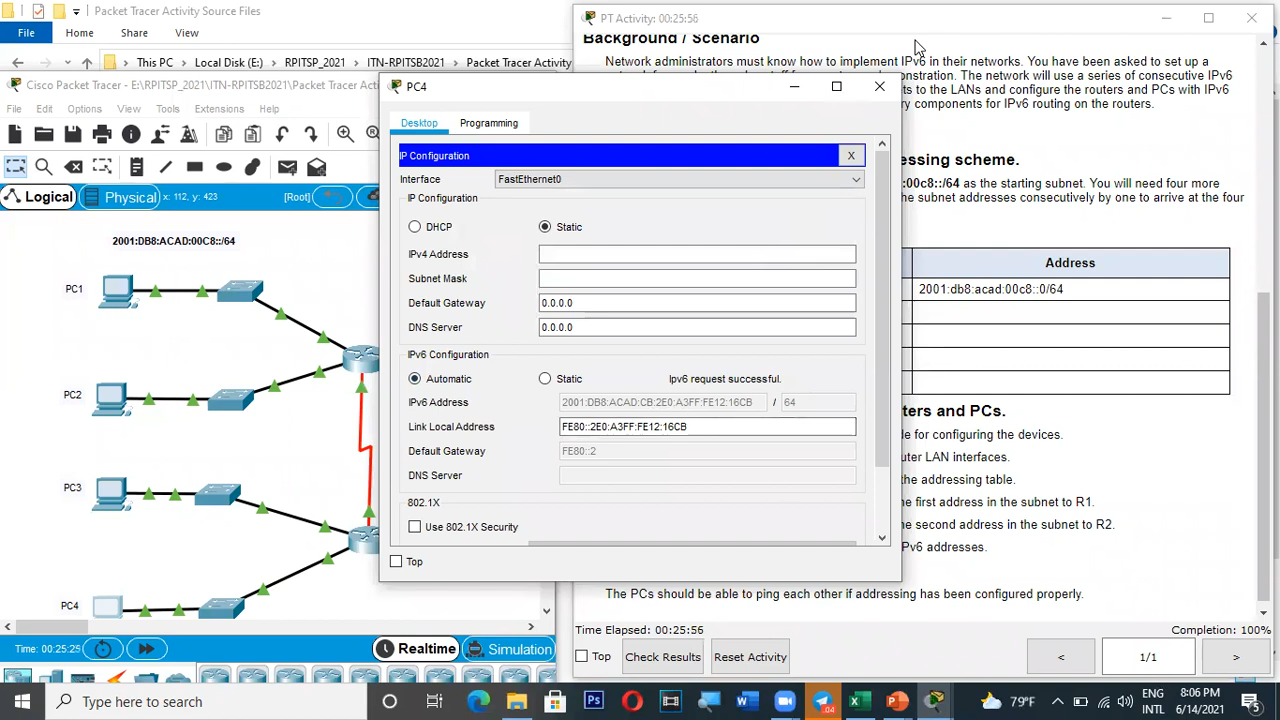 Packet Tracer Activity Source Files
File Home Share View
This PC Local Disk (E:) RPITSP_2021 ITN-RPITSB2021 Packet Tracer Activity
Cisco Packet Tracer - E:\RPITSP_2021\ITN-RPITSB2021\Packet Tracer Acti
File Edit Options View Tools Extensions Help
Logical Physical x: 112, y: 423 [Root]
2001:DB8:ACAD:00C8::/64
PC1
PC2
PC3
PC4
Time: 00:25:25 Realtime Simulation
PC4
Desktop Programming
IP Configuration X
Interface FastEthernet0
IP Configuration
DHCP Static
IPv4 Address
Subnet Mask
Default Gateway 0.0.0.0
DNS Server 0.0.0.0
IPv6 Configuration
Automatic Static Ipv6 request successful.
IPv6 Address 2001:DB8:ACAD:CB:2E0:A3FF:FE12:16CB / 64
Link Local Address FE80::2E0:A3FF:FE12:16CB
Default Gateway FE80::2
DNS Server
802.1X
Use 802.1X Security
Top
PT Activity: 00:25:56
Background / Scenario
Network administrators must know how to implement IPv6 in their networks. You have been asked to set up a
onstration. The network will use a series of consecutive IPv6
ts to the LANs and configure the routers and PCs with IPv6
ry components for IPv6 routing on the routers.
essing scheme.
:00c8::/64 as the starting subnet. You will need four more
the subnet addresses consecutively by one to arrive at the four
Address
2001:db8:acad:00c8::0/64
ters and PCs.
le for configuring the devices.
uter LAN interfaces.
the addressing table.
he first address in the subnet to R1.
he second address in the subnet to R2.
Pv6 addresses.
The PCs should be able to ping each other if addressing has been configured properly.
Time Elapsed: 00:25:56 Completion: 100%
Top Check Results Reset Activity < 1/1 >
Type here to search
79°F
ENG
INTL
8:06 PM
6/14/2021
5